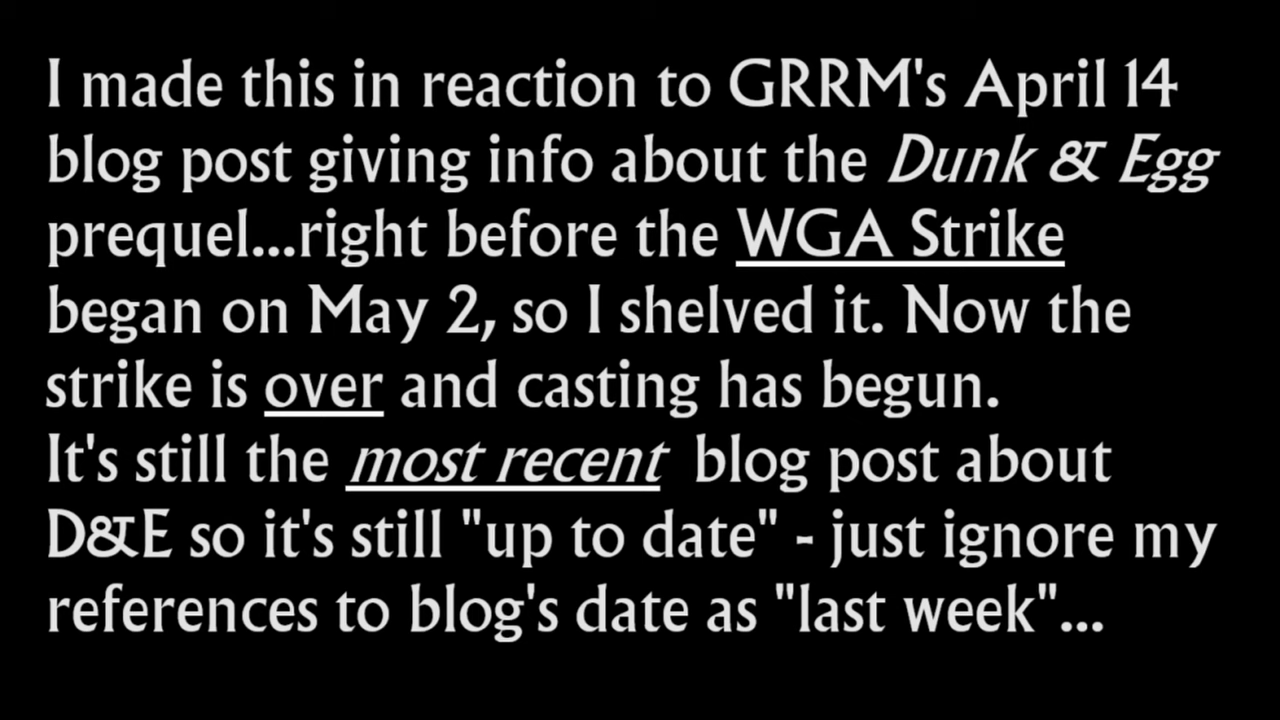 I made this in reaction to GRRM's April 14
blog post giving info about the Dunk & Egg
prequel...right before the WGA Strike
began on May 2, so I shelved it. Now the
strike is over and casting has begun.
It's still the most recent blog post about
D&E so it's still "up to date" - just ignore my
references to blog's date as "last week"...